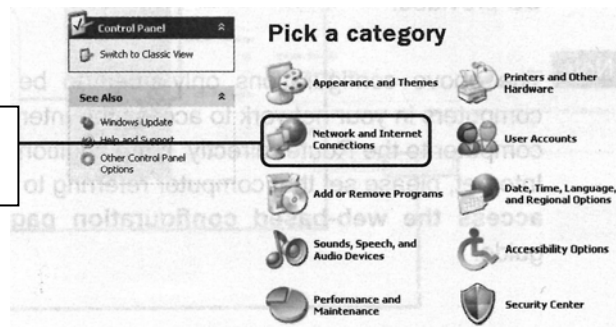 Control Panel
Switch to Classic View
See Also
Windows Update
Help and Support
Other Control Panel
Options
Pick a category
Appearance and Themes
Printers and Other
Hardware
Network and Internet
Connections
User Accounts
Add or Remove Programs
Date, Time, Language,
and Regional Options
Sounds, Speech, and
Audio Devices
Accessibility Options
Performance and
Maintenance
Security Center